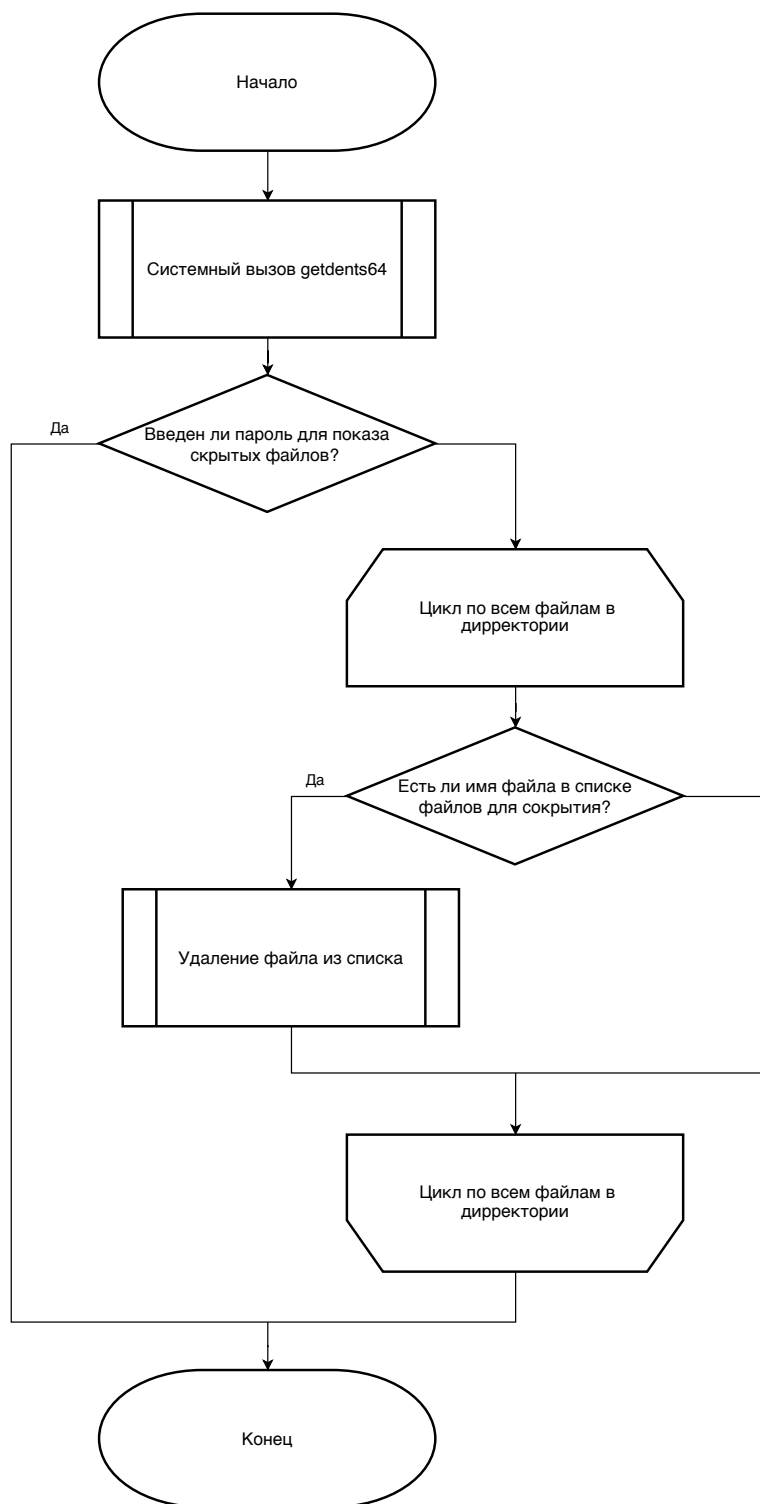 Начало
Системный вызов getdents64
Да
Введен ли пароль для показа
скрытых файлов?
Цикл по всем файлам в
дирректории
Да
Есть ли имя файла в списке
файлов для сокрытия?
Удаление файла из списка
Цикл по всем файлам в
дирректории
Конец